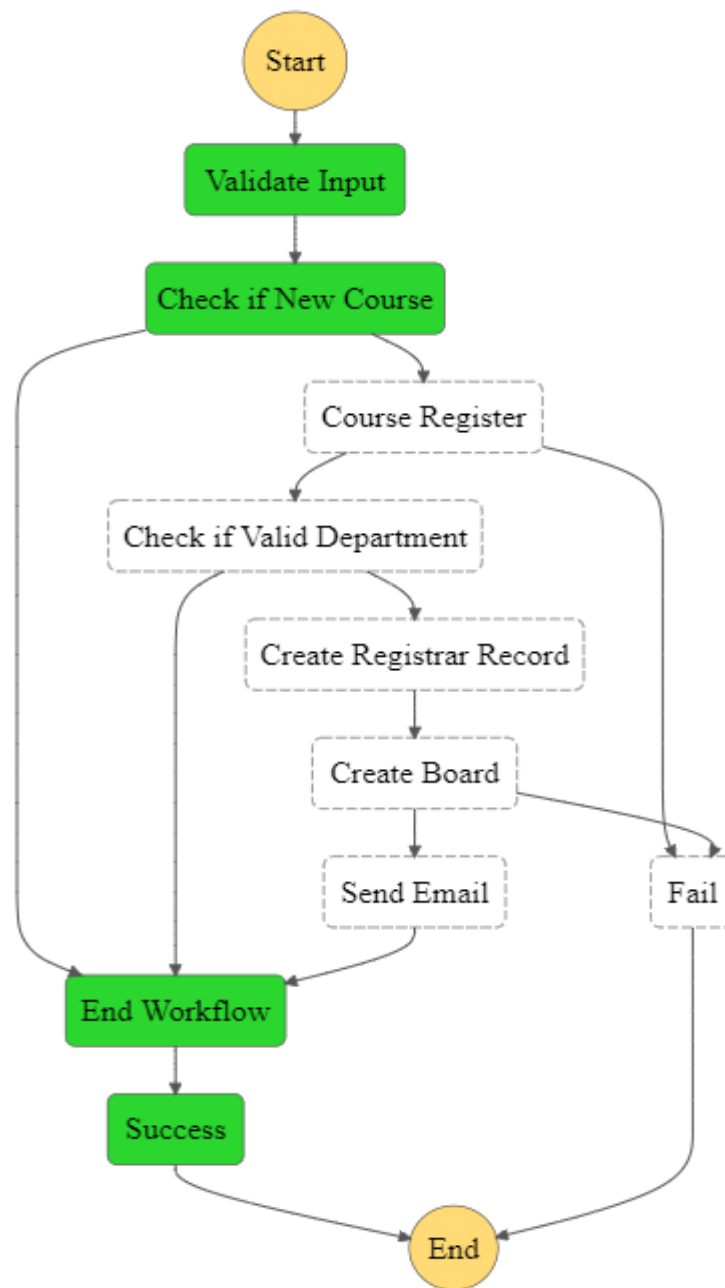 Start
Validate Input
Check if New Course
Course Register
Check if Valid Department
Create Registrar Record
Create Board
Send Email
Fail
End Workflow
Success
End